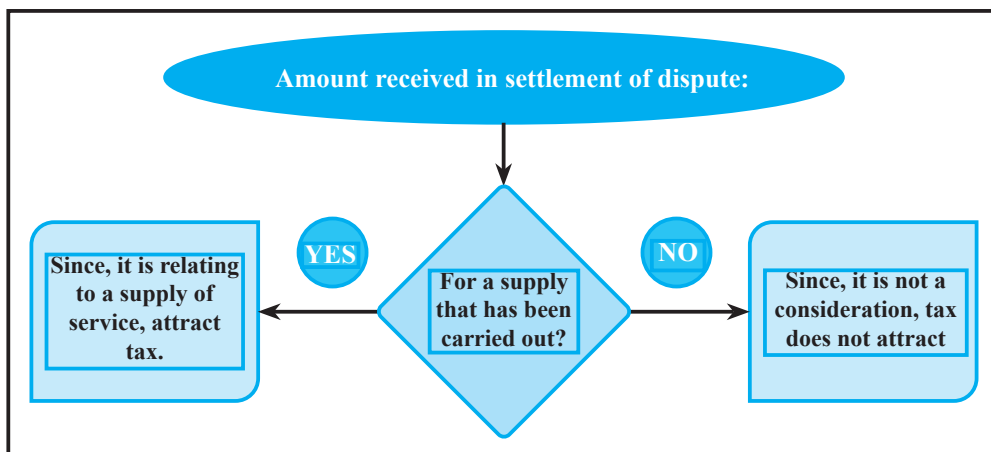 Amount received in settlement of dispute:
YES
NO
Since, it is relating
to a supply of
service, attract
tax.
For a supply
that has been
carried out?
Since, it is not a
consideration, tax
does not attract